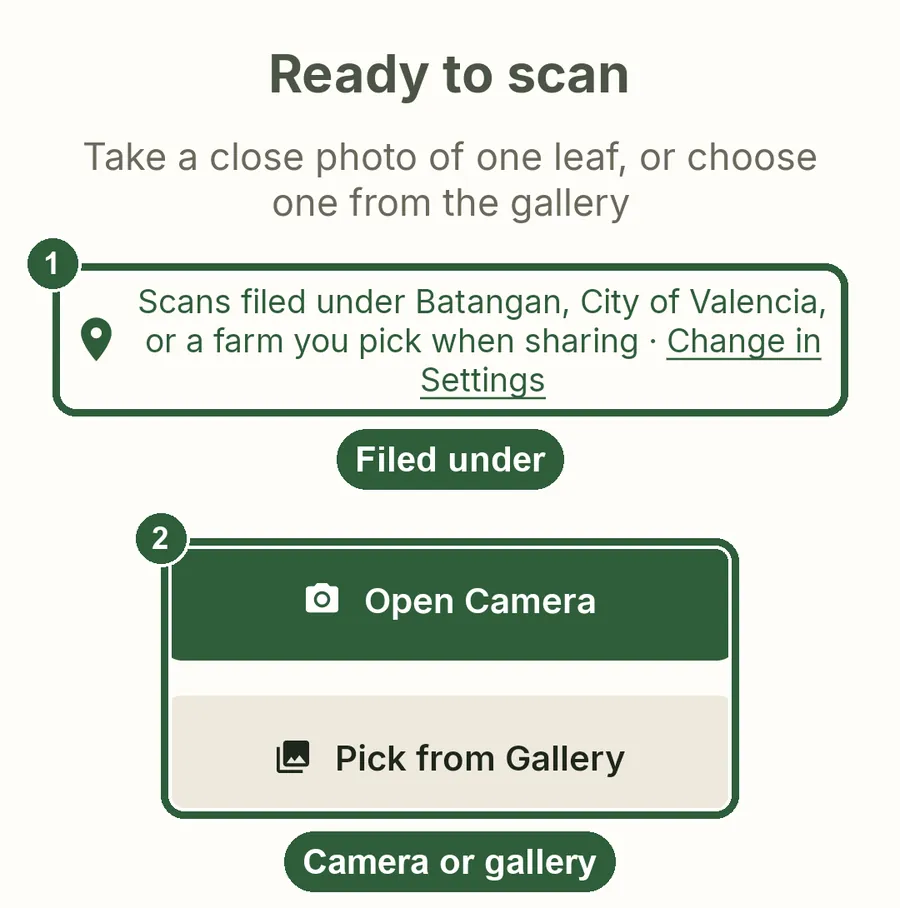 Ready to scan
Take a close photo of one leaf, or choose
one from the gallery
1
Scans filed under Batangan, City of Valencia,
or a farm you pick when sharing · Change in
Settings
Filed under
2
Open Camera
Pick from Gallery
Camera or gallery